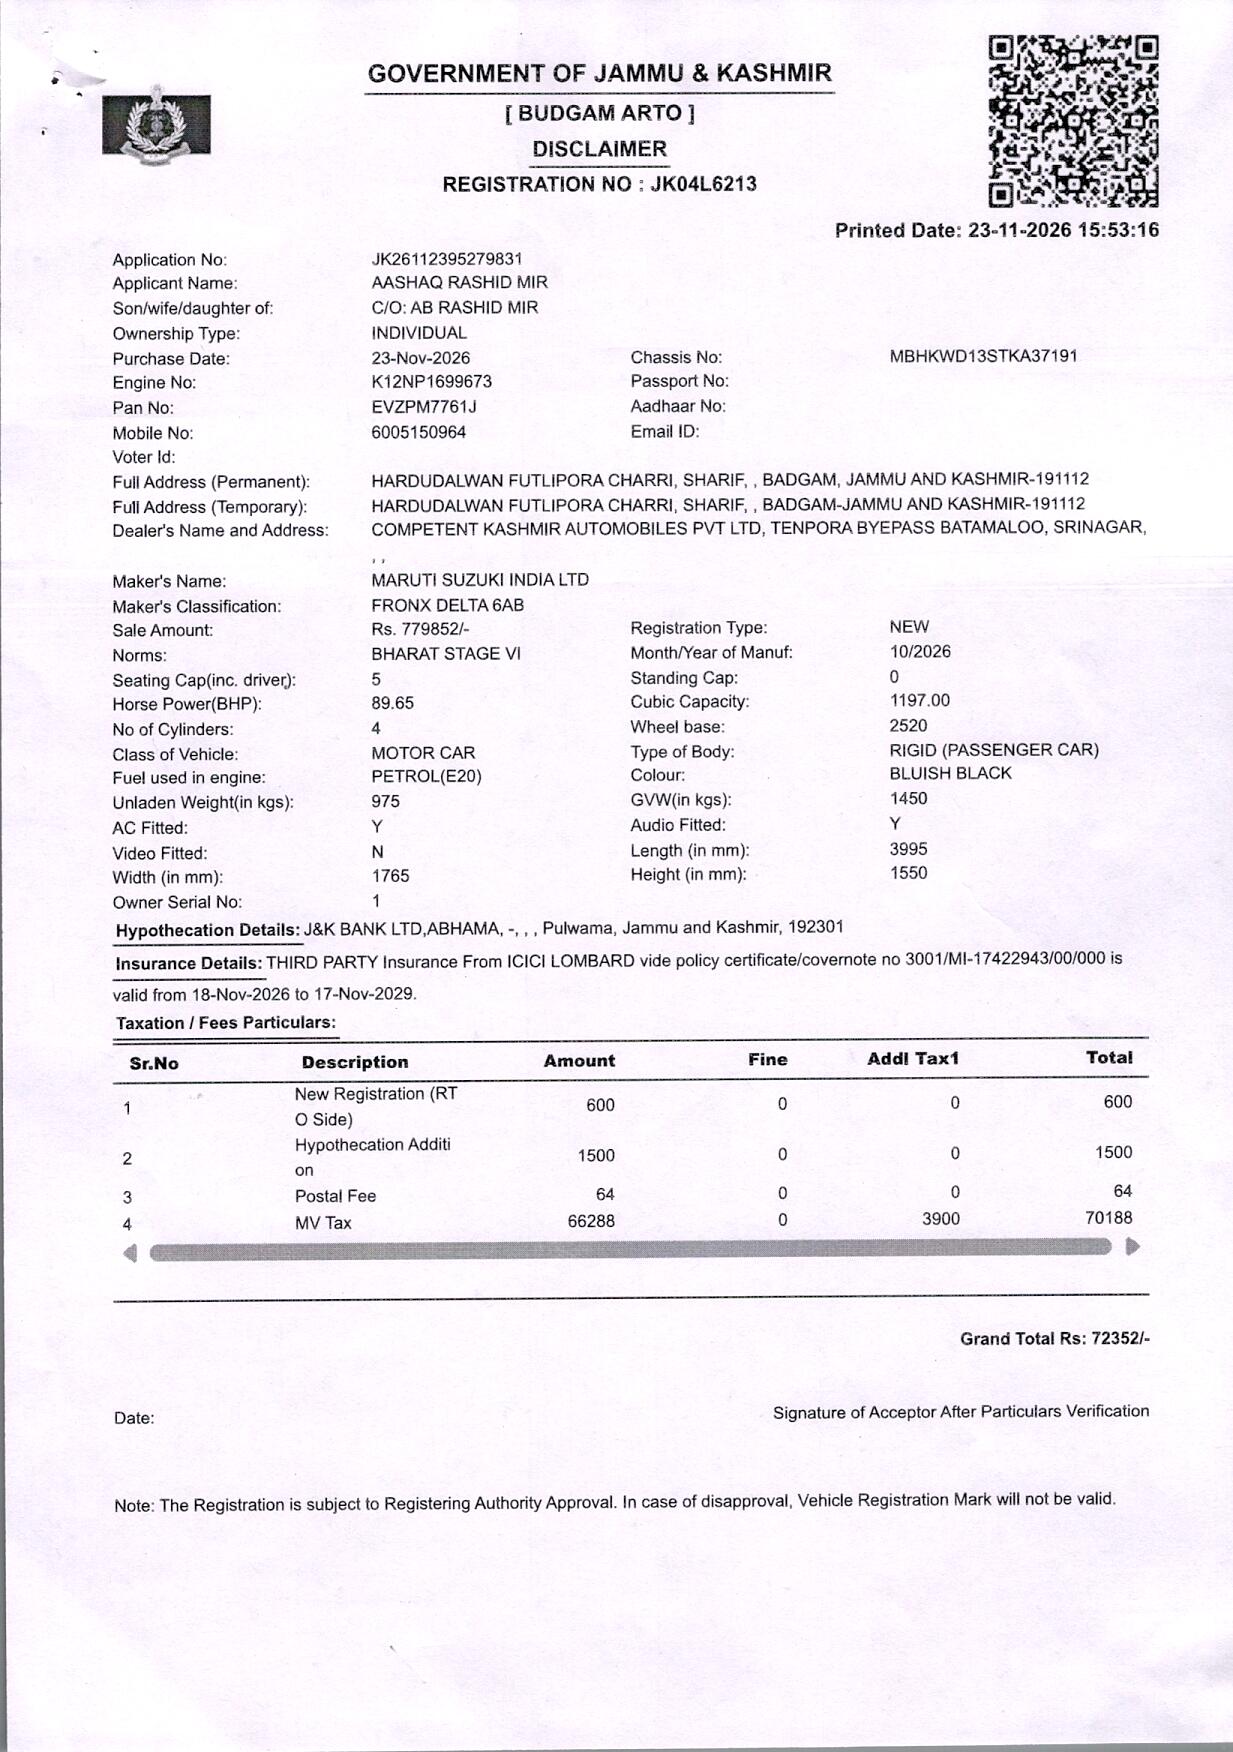 GOVERNMENT OF JAMMU & KASHMIR
[ BUDGAM ARTO ]
DISCLAIMER
REGISTRATION NO : JK04L6213
Printed Date: 23-11-2026 15:53:16
Application No: JK26112395279831
Applicant Name: AASHAQ RASHID MIR
Son/wife/daughter of: C/O: AB RASHID MIR
Ownership Type: INDIVIDUAL
Purchase Date: 23-Nov-2026 Chassis No: MBHKWD13STKA37191
Engine No: K12NP1699673 Passport No:
Pan No: EVZPM7761J Aadhaar No:
Mobile No: 6005150964 Email ID:
Voter Id:
Full Address (Permanent): HARDUDALWAN FUTLIPORA CHARRI, SHARIF, , BADGAM, JAMMU AND KASHMIR-191112
Full Address (Temporary): HARDUDALWAN FUTLIPORA CHARRI, SHARIF, , BADGAM-JAMMU AND KASHMIR-191112
Dealer's Name and Address: COMPETENT KASHMIR AUTOMOBILES PVT LTD, TENPORA BYEPASS BATAMALOO, SRINAGAR,
, ,
Maker's Name: MARUTI SUZUKI INDIA LTD
Maker's Classification: FRONX DELTA 6AB
Sale Amount: Rs. 779852/- Registration Type: NEW
Norms: BHARAT STAGE VI Month/Year of Manuf: 10/2026
Seating Cap(inc. driver): 5 Standing Cap: 0
Horse Power(BHP): 89.65 Cubic Capacity: 1197.00
No of Cylinders: 4 Wheel base: 2520
Class of Vehicle: MOTOR CAR Type of Body: RIGID (PASSENGER CAR)
Fuel used in engine: PETROL(E20) Colour: BLUISH BLACK
Unladen Weight(in kgs): 975 GVW(in kgs): 1450
AC Fitted: Y Audio Fitted: Y
Video Fitted: N Length (in mm): 3995
Width (in mm): 1765 Height (in mm): 1550
Owner Serial No: 1
Hypothecation Details: J&K BANK LTD,ABHAMA, -, , , Pulwama, Jammu and Kashmir, 192301
Insurance Details: THIRD PARTY Insurance From ICICI LOMBARD vide policy certificate/covernote no 3001/MI-17422943/00/000 is
valid from 18-Nov-2026 to 17-Nov-2029.
Taxation / Fees Particulars:
Sr.No Description Amount Fine Addl Tax1 Total
1 New Registration (RT 600 0 0 600
O Side)
2 Hypothecation Additi 1500 0 0 1500
on
3 Postal Fee 64 0 0 64
4 MV Tax 66288 0 3900 70188
Grand Total Rs: 72352/-
Date: Signature of Acceptor After Particulars Verification
Note: The Registration is subject to Registering Authority Approval. In case of disapproval, Vehicle Registration Mark will not be valid.